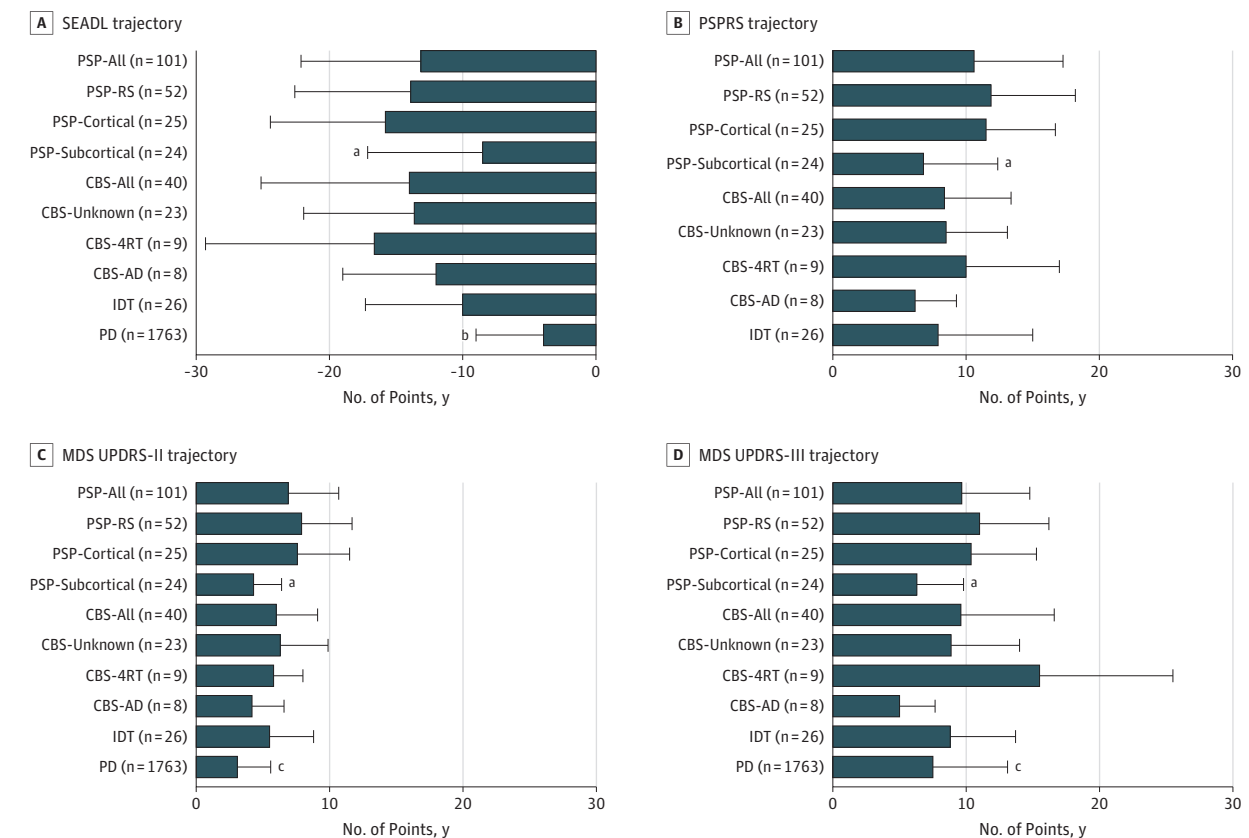 A SEADL trajectory
PSP-All (n=101)
PSP-RS (n=52)
PSP-Cortical (n=25)
PSP-Subcortical (n=24)
a
CBS-All (n=40)
CBS-Unknown (n=23)
CBS-4RT (n=9)
CBS-AD (n=8)
IDT (n=26)
PD (n=1763)
b
-30 -20 -10 0
No. of Points, y
B PSPRS trajectory
PSP-All (n=101)
PSP-RS (n=52)
PSP-Cortical (n=25)
PSP-Subcortical (n=24)
a
CBS-All (n=40)
CBS-Unknown (n=23)
CBS-4RT (n=9)
CBS-AD (n=8)
IDT (n=26)
0 10 20 30
No. of Points, y
C MDS UPDRS-II trajectory
PSP-All (n=101)
PSP-RS (n=52)
PSP-Cortical (n=25)
PSP-Subcortical (n=24)
a
CBS-All (n=40)
CBS-Unknown (n=23)
CBS-4RT (n=9)
CBS-AD (n=8)
IDT (n=26)
PD (n=1763)
c
0 10 20 30
No. of Points, y
D MDS UPDRS-III trajectory
PSP-All (n=101)
PSP-RS (n=52)
PSP-Cortical (n=25)
PSP-Subcortical (n=24)
a
CBS-All (n=40)
CBS-Unknown (n=23)
CBS-4RT (n=9)
CBS-AD (n=8)
IDT (n=26)
PD (n=1763)
c
0 10 20 30
No. of Points, y